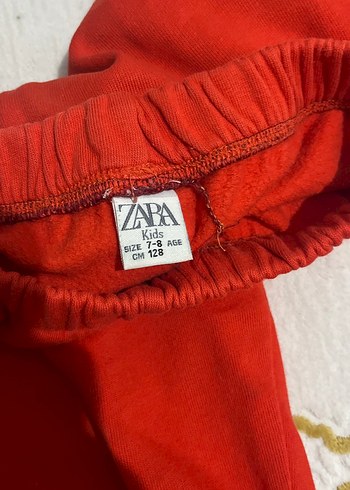 ZARA
Kids
SIZE 7-8 AGE
CM 128